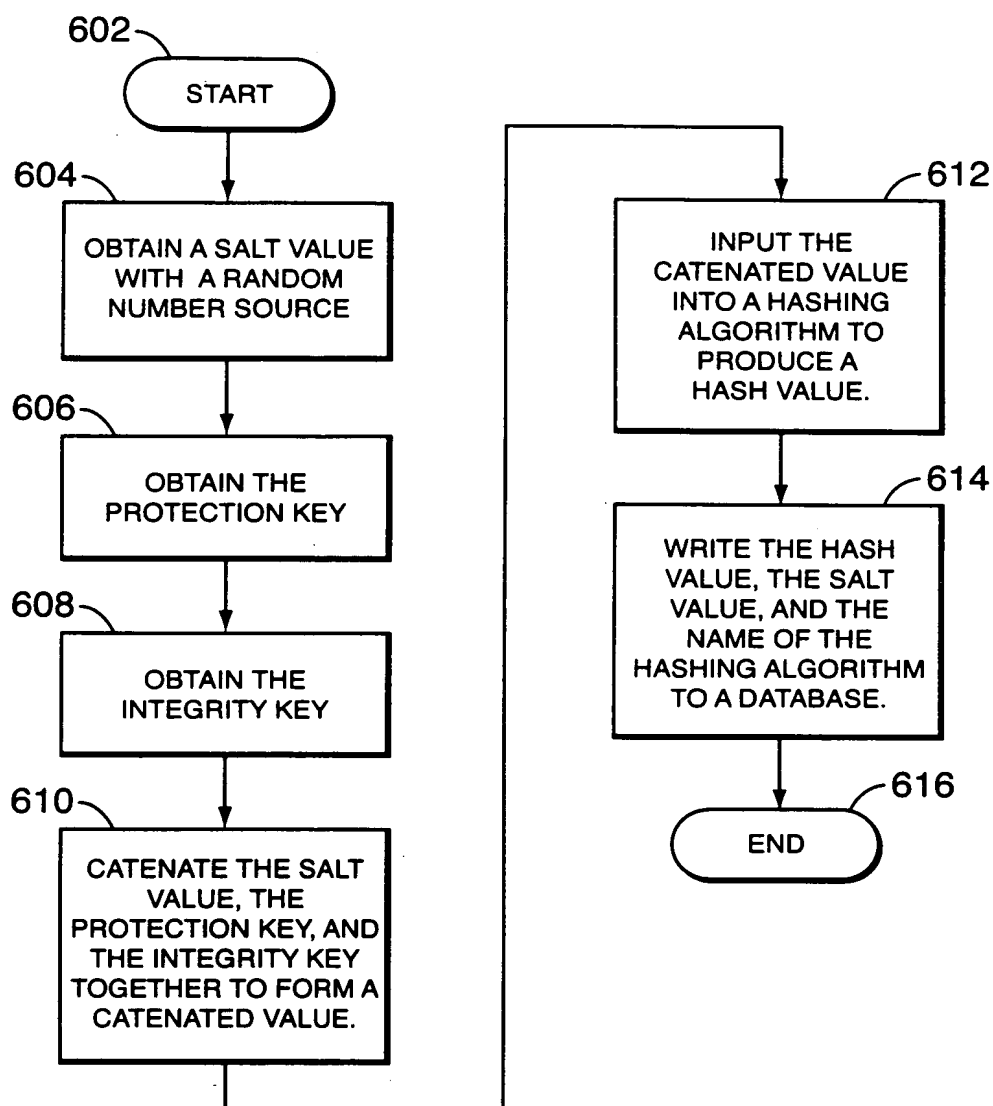 602
START
604
OBTAIN A SALT VALUE
WITH A RANDOM
NUMBER SOURCE
606
OBTAIN THE
PROTECTION KEY
608
OBTAIN THE
INTEGRITY KEY
610
CATENATE THE SALT
VALUE, THE
PROTECTION KEY, AND
THE INTEGRITY KEY
TOGETHER TO FORM A
CATENATED VALUE.
612
INPUT THE
CATENATED VALUE
INTO A HASHING
ALGORITHM TO
PRODUCE A
HASH VALUE.
614
WRITE THE HASH
VALUE, THE SALT
VALUE, AND THE
NAME OF THE
HASHING ALGORITHM
TO A DATABASE.
616
END